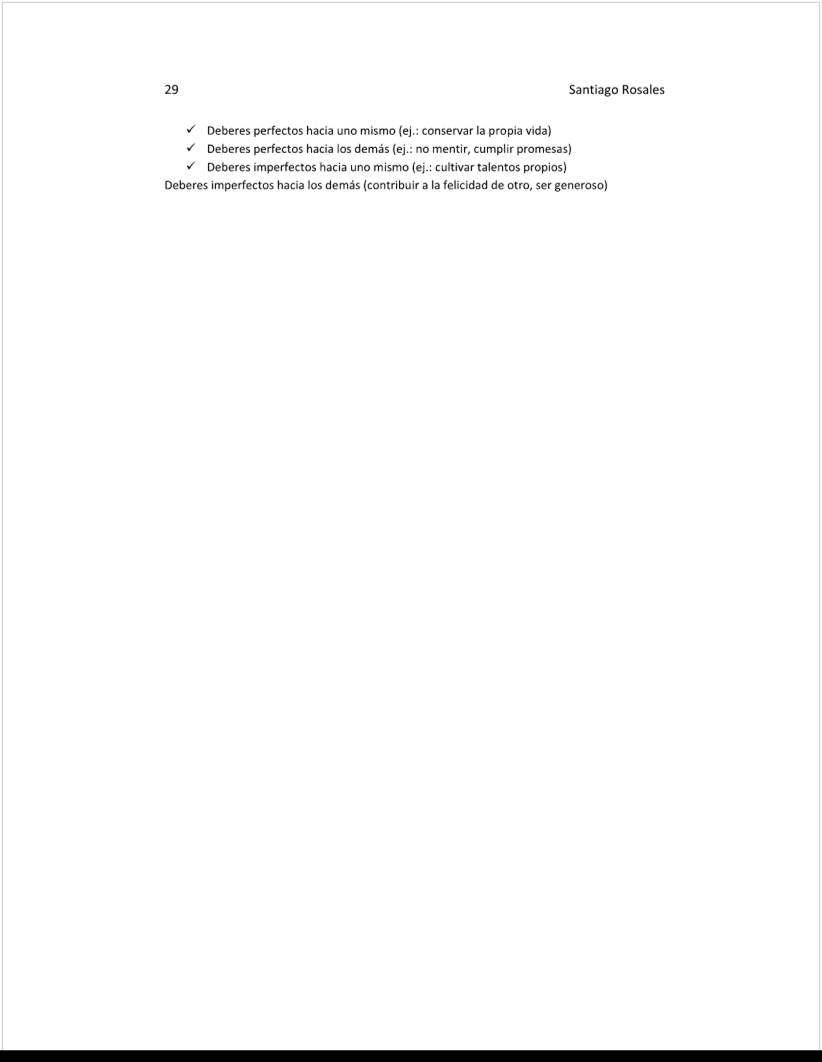 29 Santiago Rosales
✓ Deberes perfectos hacia uno mismo (ej.: conservar la propia vida)
✓ Deberes perfectos hacia los demás (ej.: no mentir, cumplir promesas)
✓ Deberes imperfectos hacia uno mismo (ej.: cultivar talentos propios)
Deberes imperfectos hacia los demás (contribuir a la felicidad de otro, ser generoso)